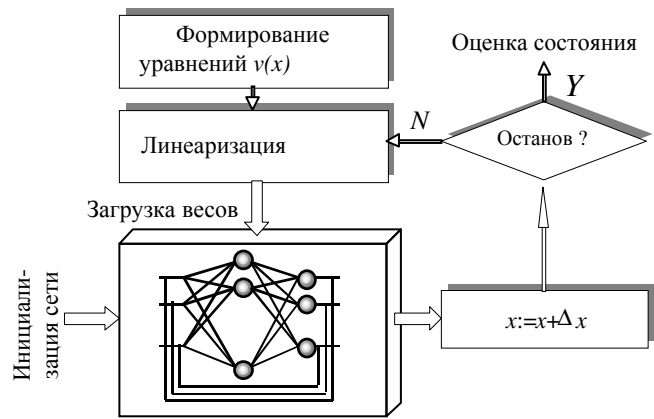 Формирование
уравнений v(x)
Оценка состояния
Y
N
Останов ?
Линеаризация
Загрузка весов
Инициали-
зация сети
x:=x+Δx